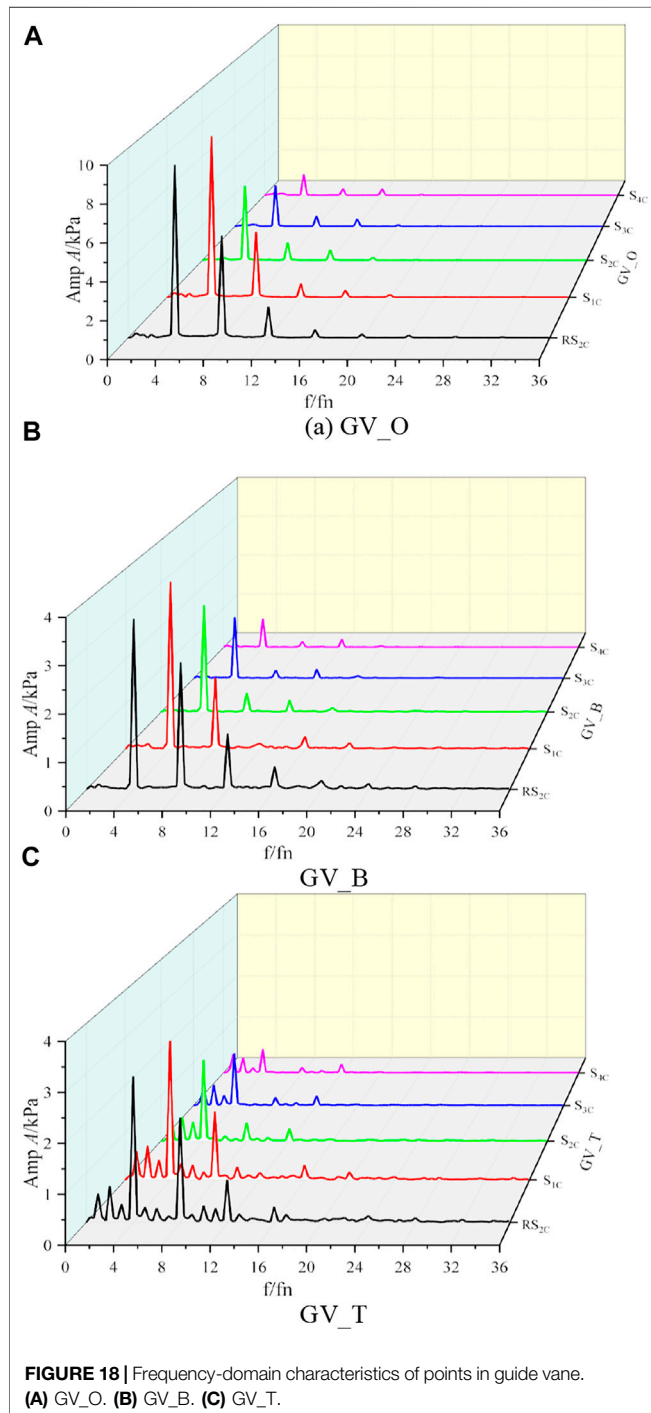 A
10
8
6
4
2
0
Amp A/kPa
0 4 8 12 16 20 24 28 32 36
f/fn
S4C
S3C
S2C
S1C
RS2C
GV_O
(a) GV_O
B
4
3
2
1
0
Amp A/kPa
0 4 8 12 16 20 24 28 32 36
f/fn
S4C
S3C
S2C
S1C
RS2C
GV_B
GV_B
C
4
3
2
1
0
Amp A/kPa
0 4 8 12 16 20 24 28 32 36
f/fn
S4C
S3C
S2C
S1C
RS2C
GV_T
GV_T
FIGURE 18 | Frequency-domain characteristics of points in guide vane.
(A) GV_O. (B) GV_B. (C) GV_T.